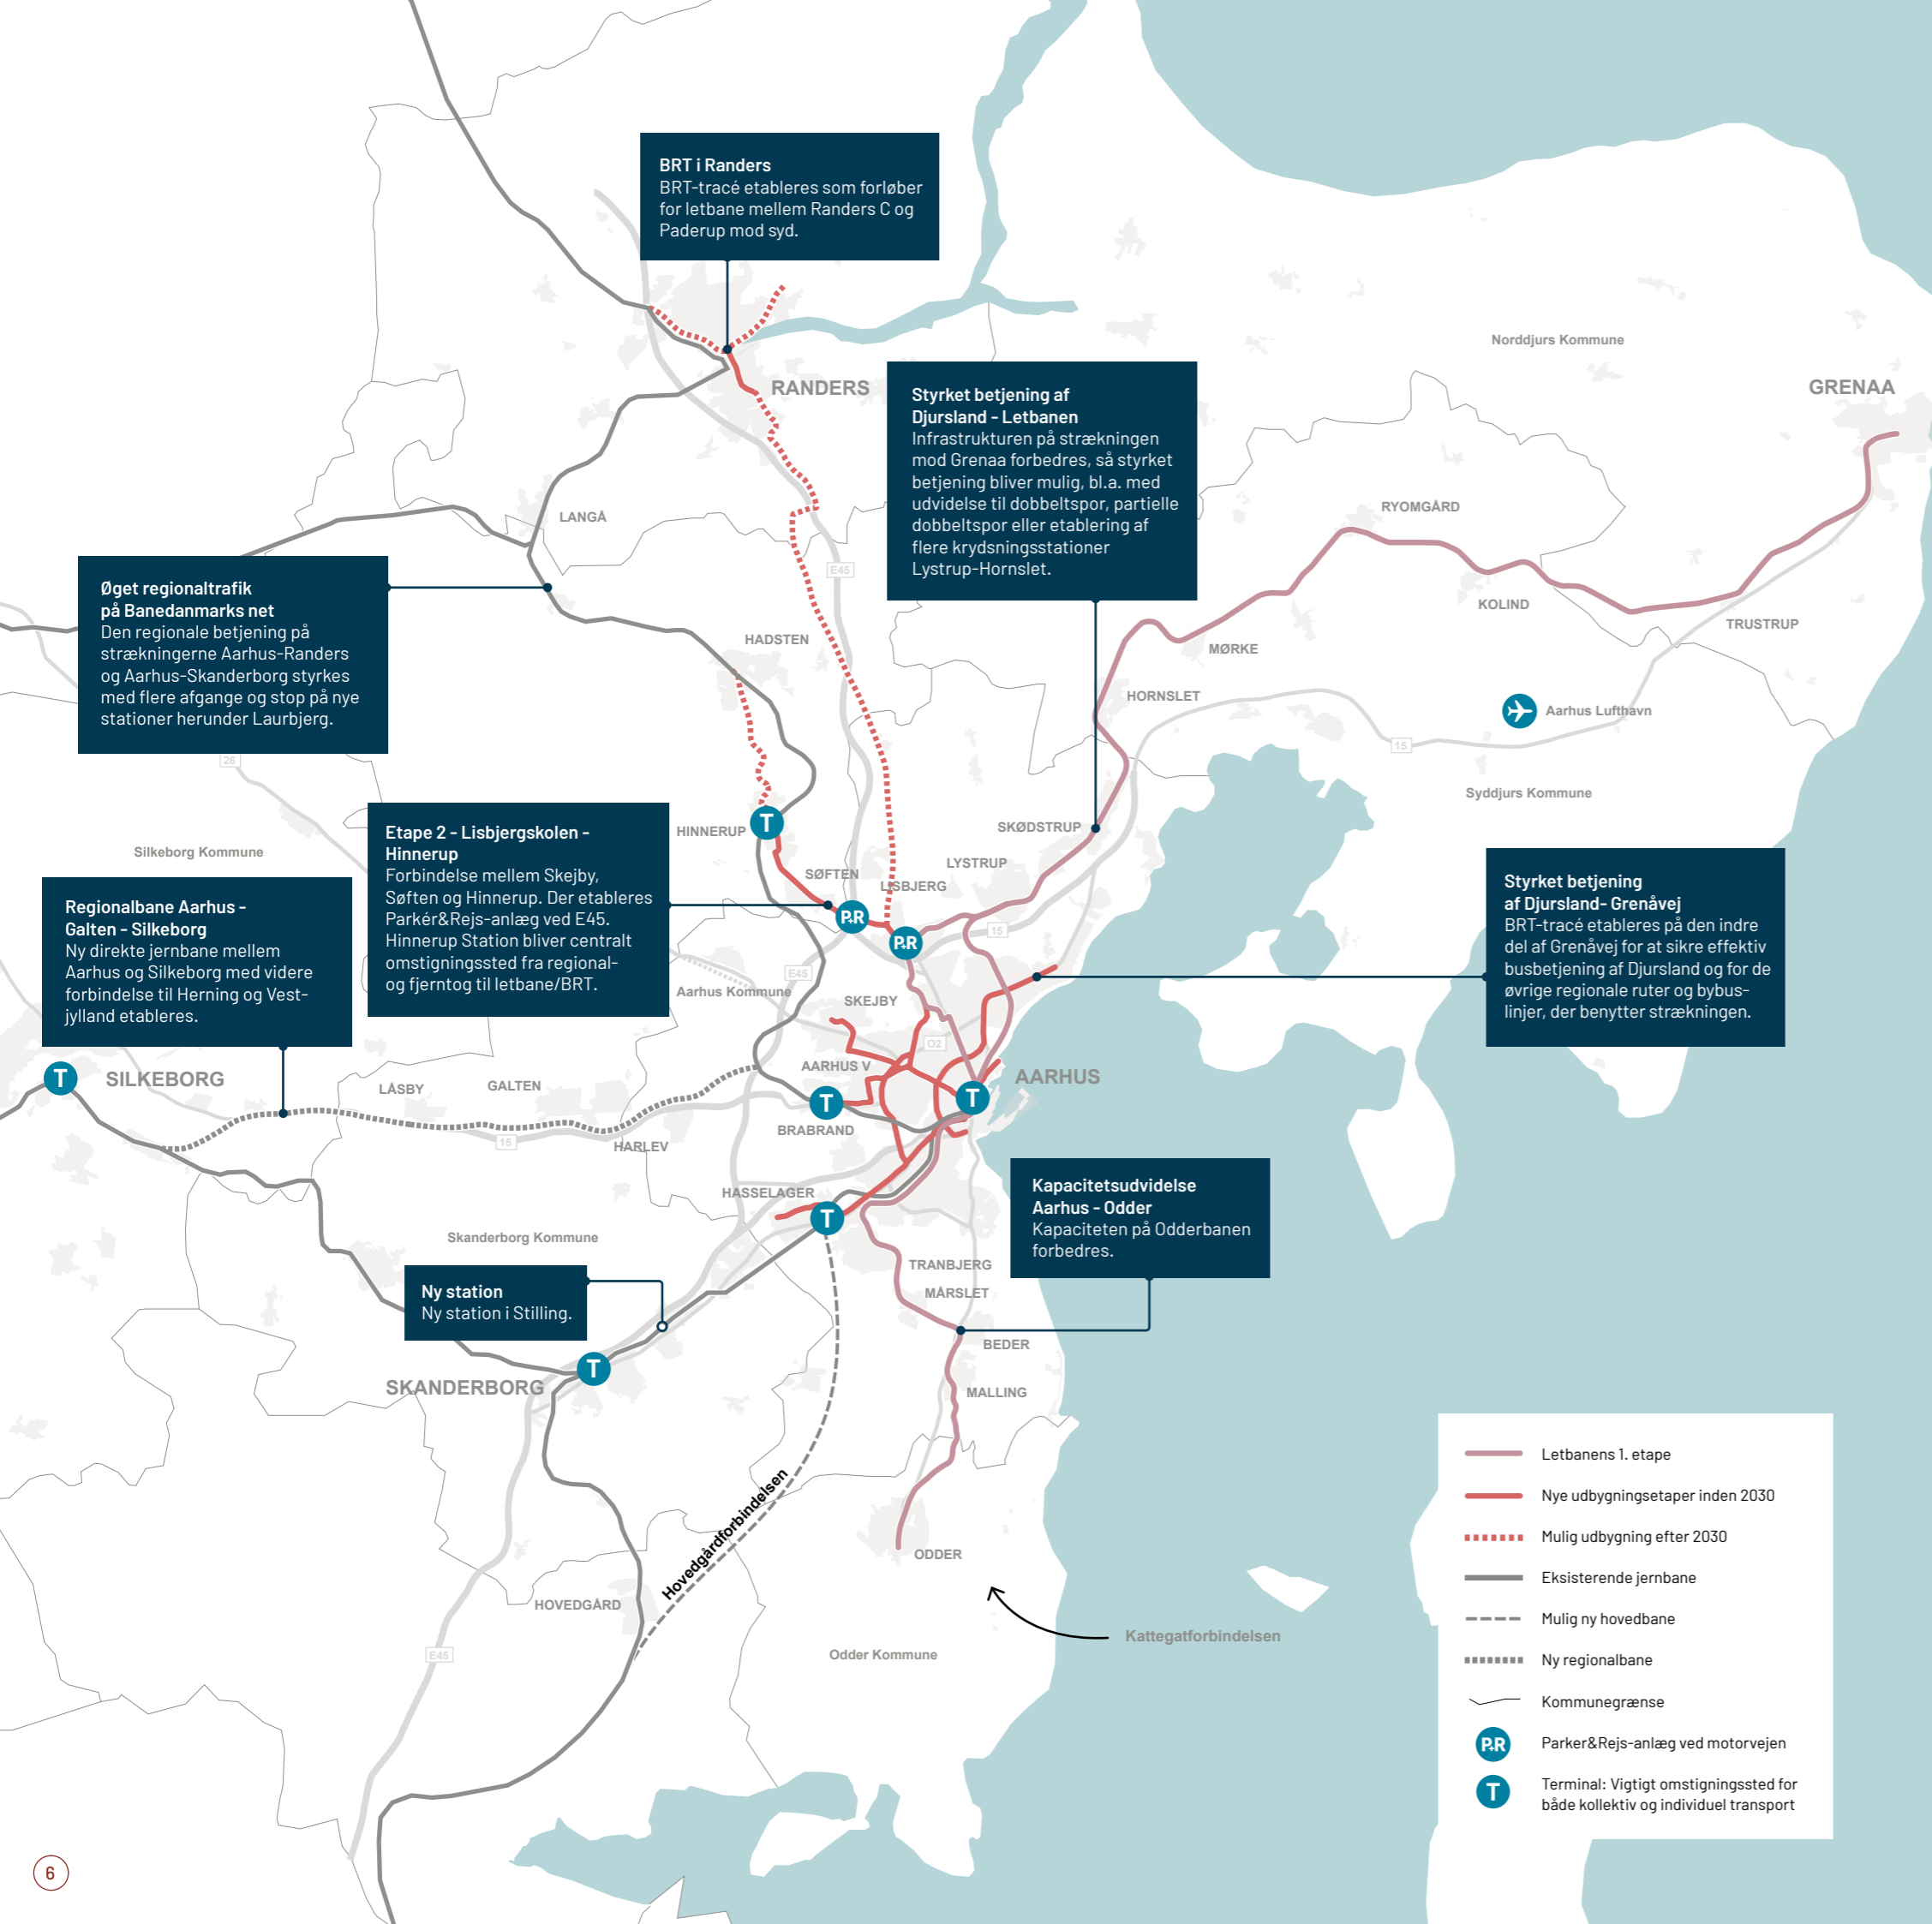 BRT i Randers
BRT-tracé etableres som forløber
for letbane mellem Randers C og
Paderup mod syd.
Norddjurs Kommune
GRENAA
RANDERS
Styrket betjening af
Djursland - Letbanen
Infrastrukturen på strækningen
mod Grenaa forbedres, så styrket
betjening bliver mulig, bl.a. med
udvidelse til dobbeltspor, partielle
dobbeltspor eller etablering af
flere krydsningsstationer
Lystrup-Hornslet.
RYOMGÅRD
LANGÅ
E45
KOLIND
TRUSTRUP
Øget regionaltrafik
på Banedanmarks net
Den regionale betjening på
strækningerne Aarhus-Randers
og Aarhus-Skanderborg styrkes
med flere afgange og stop på nye
stationer herunder Laurbjerg.
HADSTEN
MØRKE
HORNSLET
Aarhus Lufthavn
15
26
Syddjurs Kommune
Silkeborg Kommune
Etape 2 - Lisbjergskolen -
Hinnerup
Forbindelse mellem Skejby,
Søften og Hinnerup. Der etableres
Parkér&Rejs-anlæg ved E45.
Hinnerup Station bliver centralt
omstigningssted fra regional-
og fjerntog til letbane/BRT.
HINNERUP
T
SKØDSTRUP
LYSTRUP
SØFTEN
LISBJERG
P+R
P+R
15
Styrket betjening
af Djursland- Grenåvej
BRT-tracé etableres på den indre
del af Grenåvej for at sikre effektiv
busbetjening af Djursland og for de
øvrige regionale ruter og bybus-
linjer, der benytter strækningen.
Regionalbane Aarhus -
Galten - Silkeborg
Ny direkte jernbane mellem
Aarhus og Silkeborg med videre
forbindelse til Herning og Vest-
jylland etableres.
E45
Aarhus Kommune
SKEJBY
O2
AARHUS V
AARHUS
T
SILKEBORG
LÅSBY
GALTEN
T
T
BRABRAND
15
HARLEV
HASSELAGER
T
Kapacitetsudvidelse
Aarhus - Odder
Kapaciteten på Odderbanen
forbedres.
Skanderborg Kommune
TRANBJERG
MÅRSLET
Ny station
Ny station i Stilling.
BEDER
T
SKANDERBORG
MALLING
Hovedgårdforbindelsen
ODDER
HOVEDGÅRD
E45
Odder Kommune
Kattegatforbindelsen
Letbanens 1. etape
Nye udbygningsetaper inden 2030
Mulig udbygning efter 2030
Eksisterende jernbane
Mulig ny hovedbane
Ny regionalbane
Kommunegrænse
P+R
Parker&Rejs-anlæg ved motorvejen
T
Terminal: Vigtigt omstigningssted for
både kollektiv og individuel transport
6